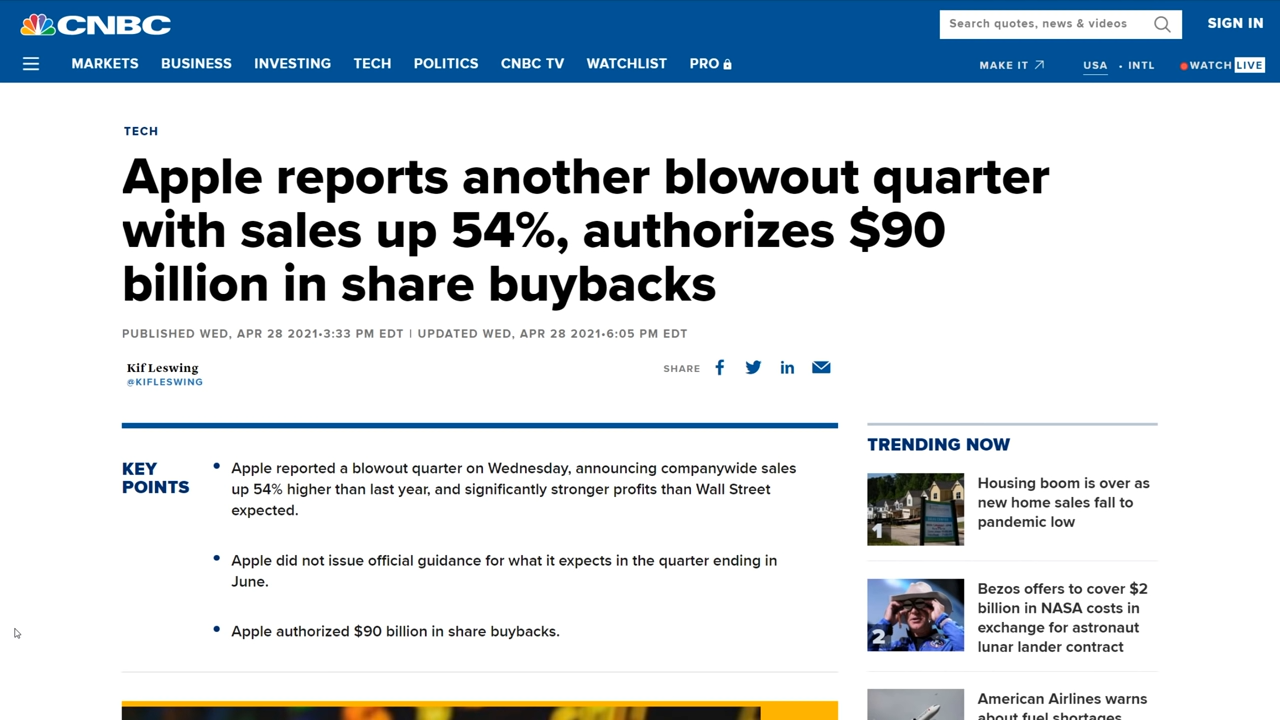 CNBC
Search quotes, news & videos
SIGN IN
MARKETS BUSINESS INVESTING TECH POLITICS CNBC TV WATCHLIST PRO
MAKE IT USA • INTL WATCH LIVE
TECH
Apple reports another blowout quarter
with sales up 54%, authorizes $90
billion in share buybacks
PUBLISHED WED, APR 28 2021•3:33 PM EDT | UPDATED WED, APR 28 2021•6:05 PM EDT
Kif Leswing
@KIFLESWING
SHARE
KEY
POINTS
• Apple reported a blowout quarter on Wednesday, announcing companywide sales
up 54% higher than last year, and significantly stronger profits than Wall Street
expected.
• Apple did not issue official guidance for what it expects in the quarter ending in
June.
• Apple authorized $90 billion in share buybacks.
TRENDING NOW
1
Housing boom is over as
new home sales fall to
pandemic low
2
Bezos offers to cover $2
billion in NASA costs in
exchange for astronaut
lunar lander contract
American Airlines warns
about fuel shortages